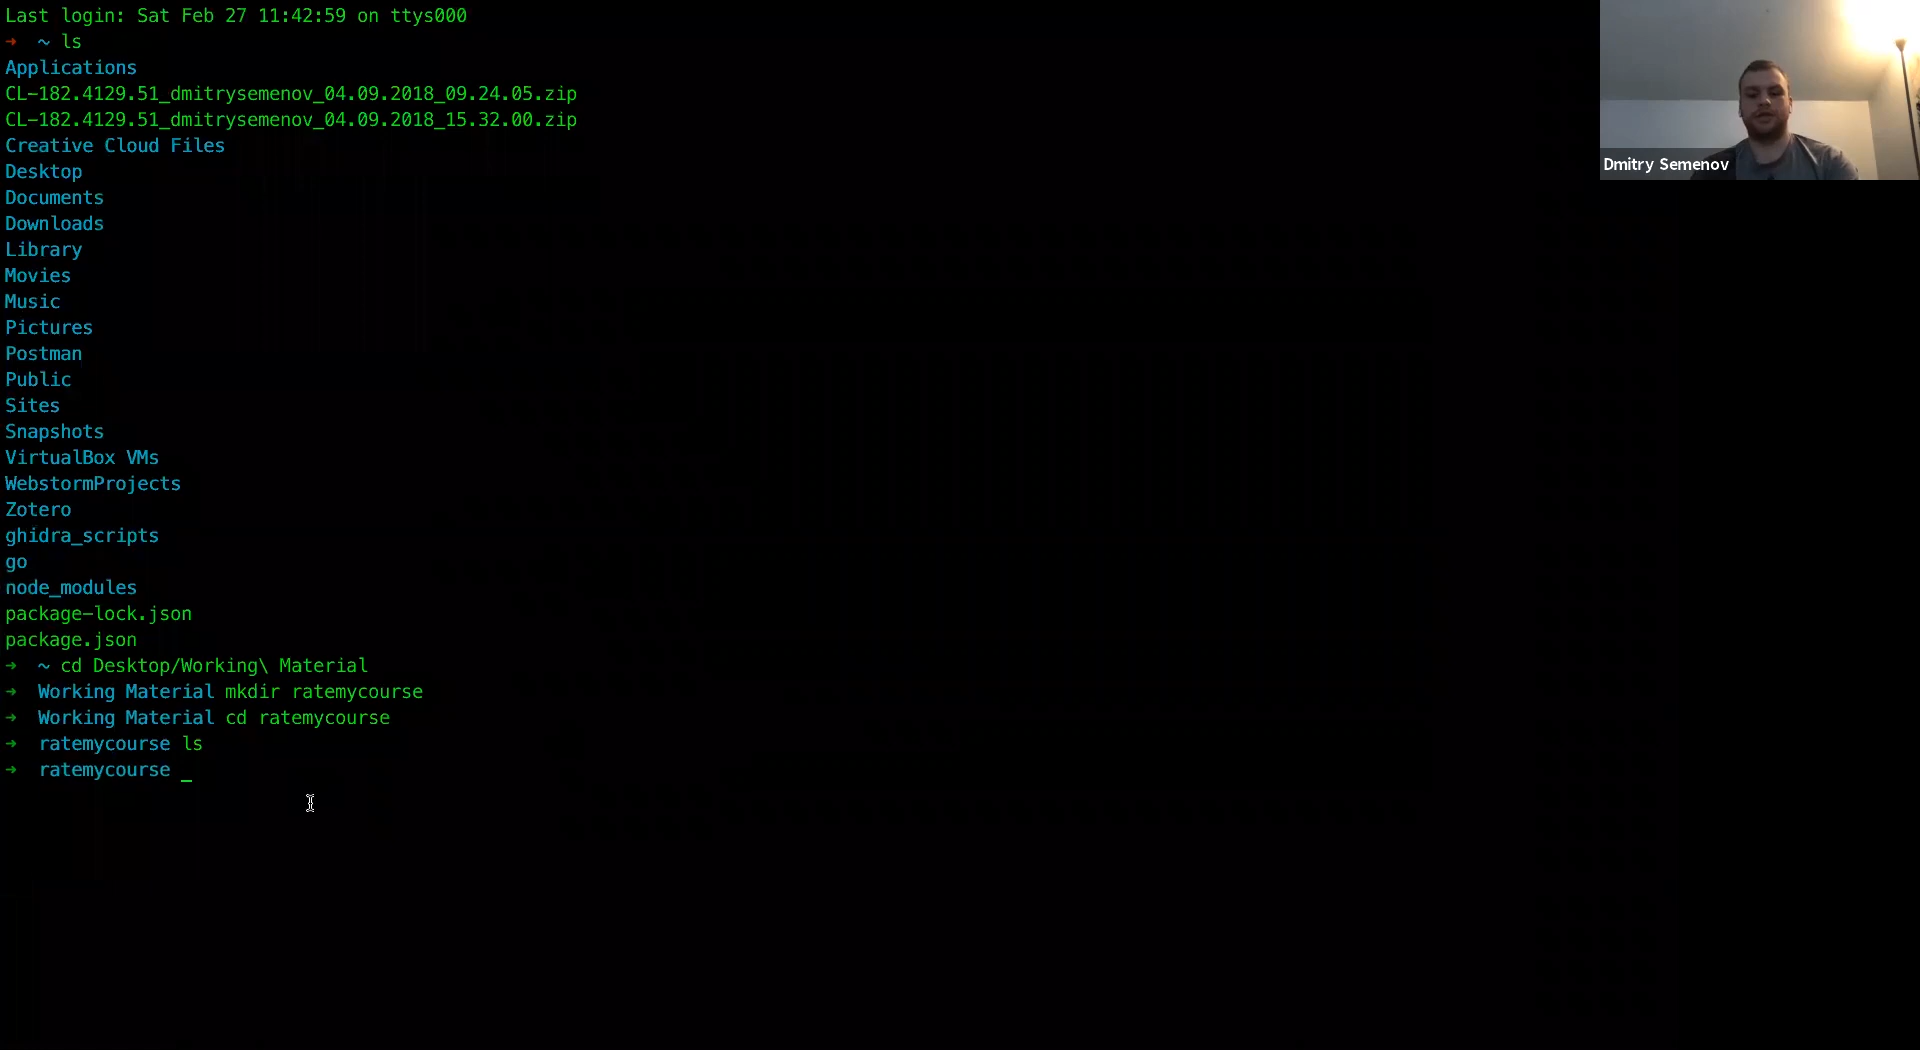 Last login: Sat Feb 27 11:42:59 on ttys000
➜ ~ ls
Applications
CL-182.4129.51_dmitrysemenov_04.09.2018_09.24.05.zip
CL-182.4129.51_dmitrysemenov_04.09.2018_15.32.00.zip
Creative Cloud Files
Desktop
Documents
Downloads
Library
Movies
Music
Pictures
Postman
Public
Sites
Snapshots
VirtualBox VMs
WebstormProjects
Zotero
ghidra_scripts
go
node_modules
package-lock.json
package.json
➜ ~ cd Desktop/Working\ Material
➜ Working Material mkdir ratemycourse
➜ Working Material cd ratemycourse
➜ ratemycourse ls
➜ ratemycourse _
Dmitry Semenov